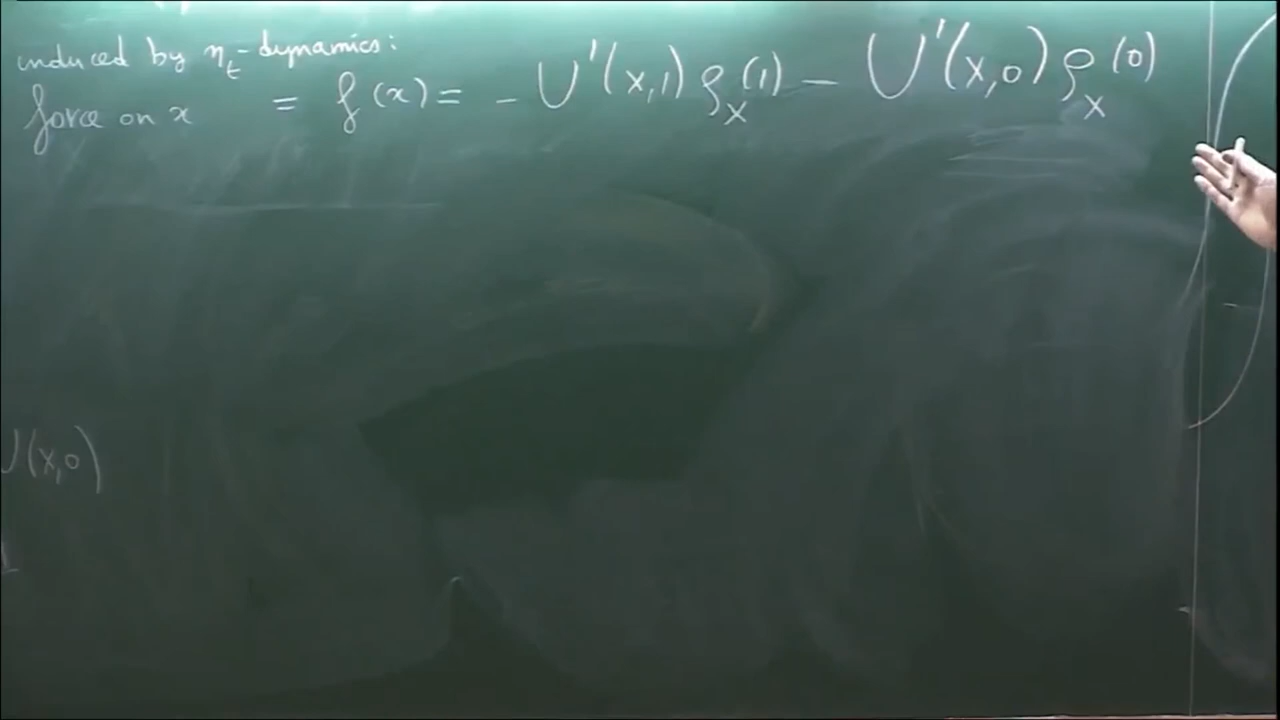 induced by η_t - dynamics:
force on x = f(x) = - U'(x,1) ρ_x(1) - U'(x,0) ρ_x(0)
U(x,0)